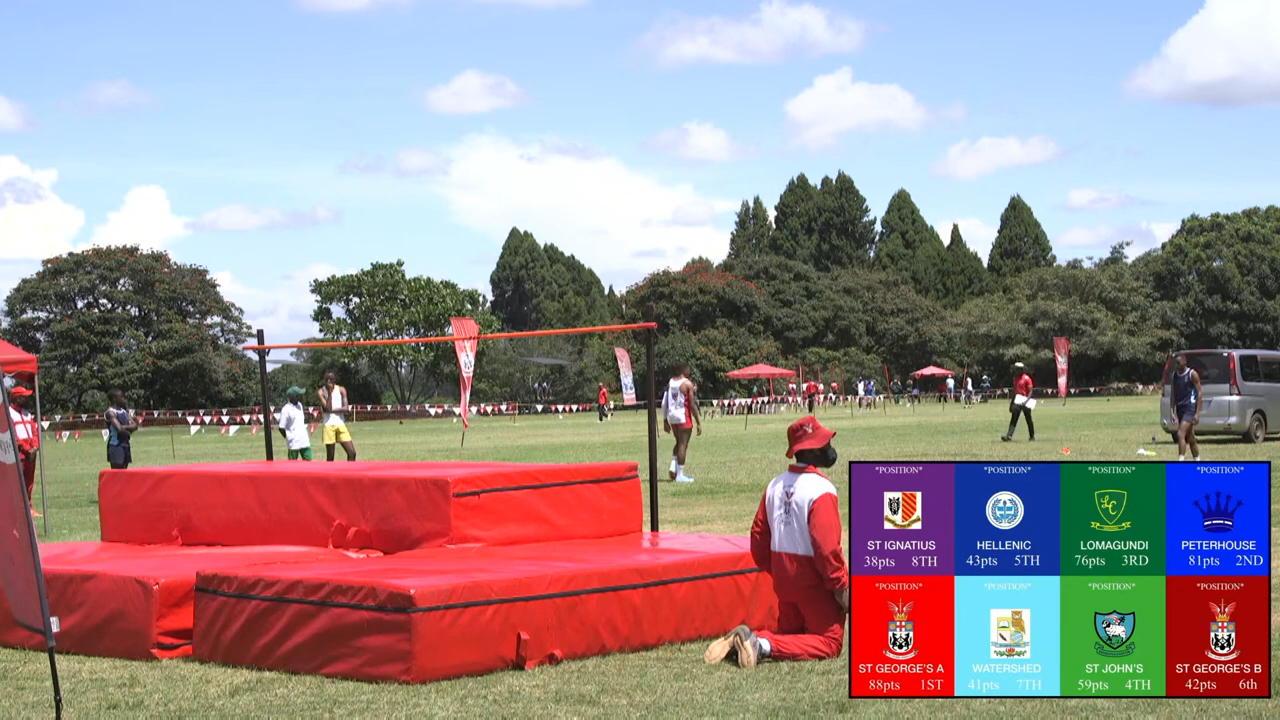 *POSITION* *POSITION* *POSITION* *POSITION*
ST IGNATIUS HELLENIC LOMAGUNDI PETERHOUSE
38pts 8TH 43pts 5TH 76pts 3RD 81pts 2ND
*POSITION* *POSITION* *POSITION* *POSITION*
ST GEORGE'S A WATERSHED ST JOHN'S ST GEORGE'S B
88pts 1ST 41pts 7TH 59pts 4TH 42pts 6th